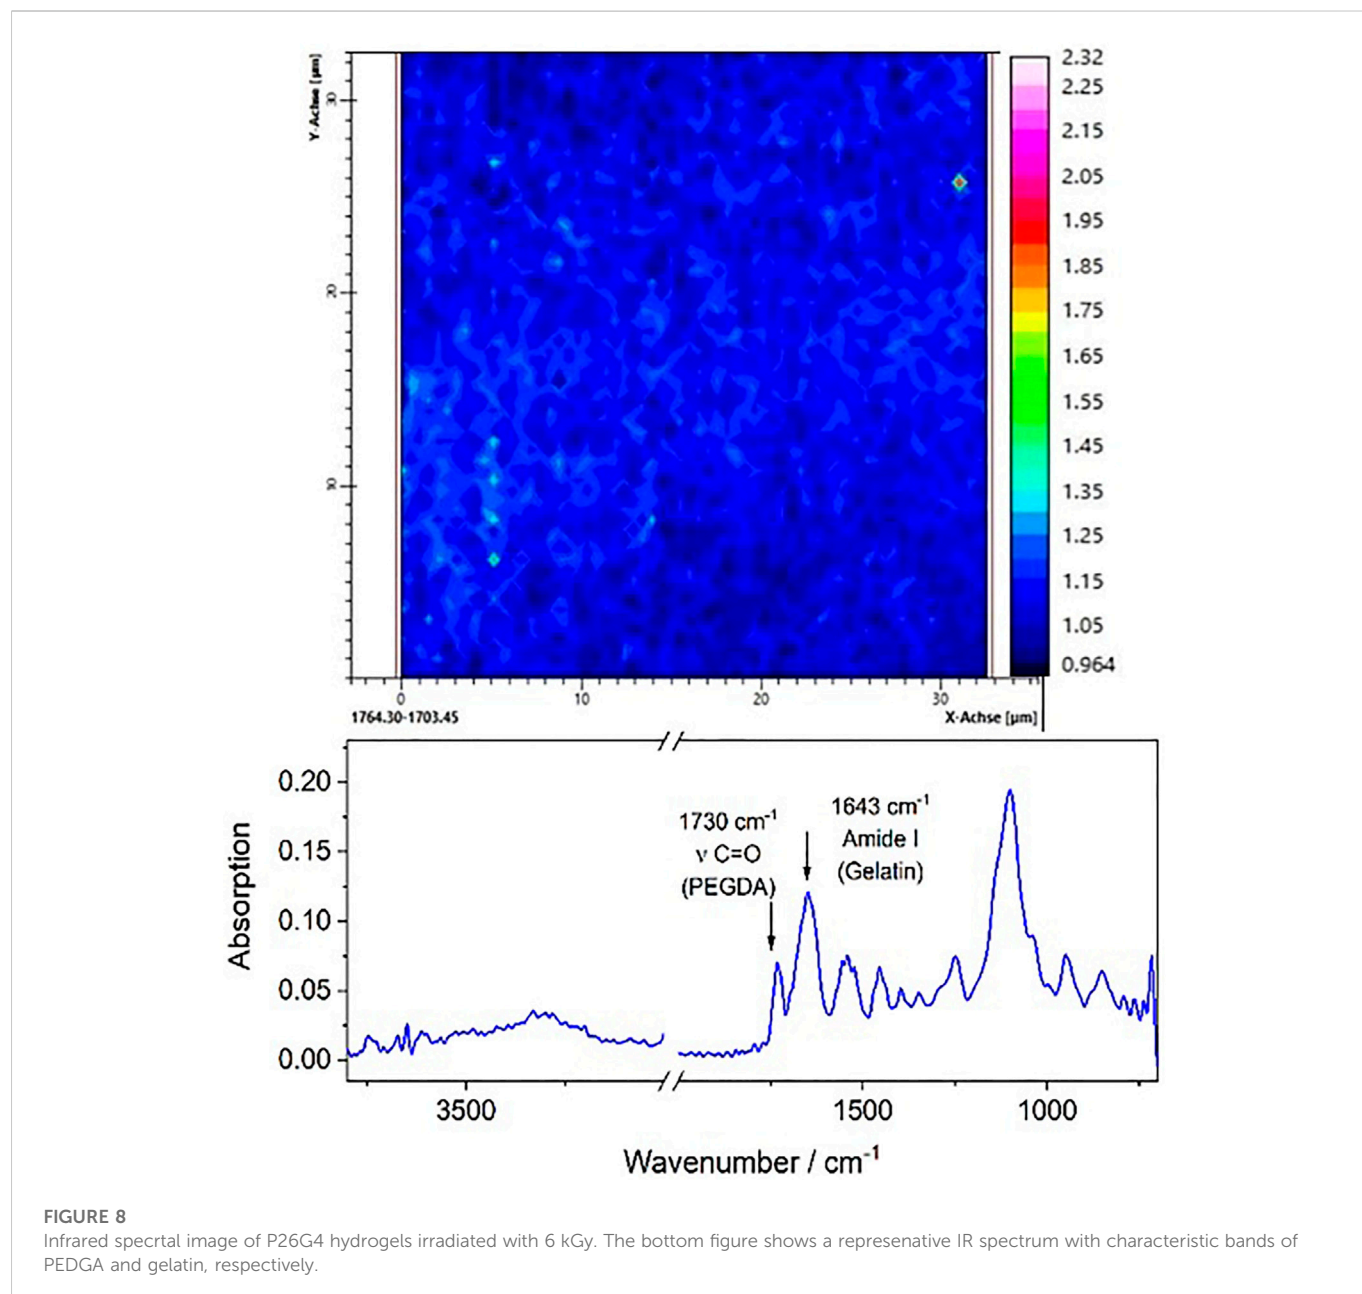 Y-Achse [µm]
30
20
10
0
10
20
30
1764.30-1703.45
X-Achse [µm]
2.32
2.25
2.15
2.05
1.95
1.85
1.75
1.65
1.55
1.45
1.35
1.25
1.15
1.05
0.964
Absorption
0.20
0.15
0.10
0.05
0.00
1730 cm⁻¹
ν C=O
(PEGDA)
1643 cm⁻¹
Amide I
(Gelatin)
3500
1500
1000
Wavenumber / cm⁻¹
FIGURE 8
Infrared specrtal image of P26G4 hydrogels irradiated with 6 kGy. The bottom figure shows a represenative IR spectrum with characteristic bands of
PEDGA and gelatin, respectively.